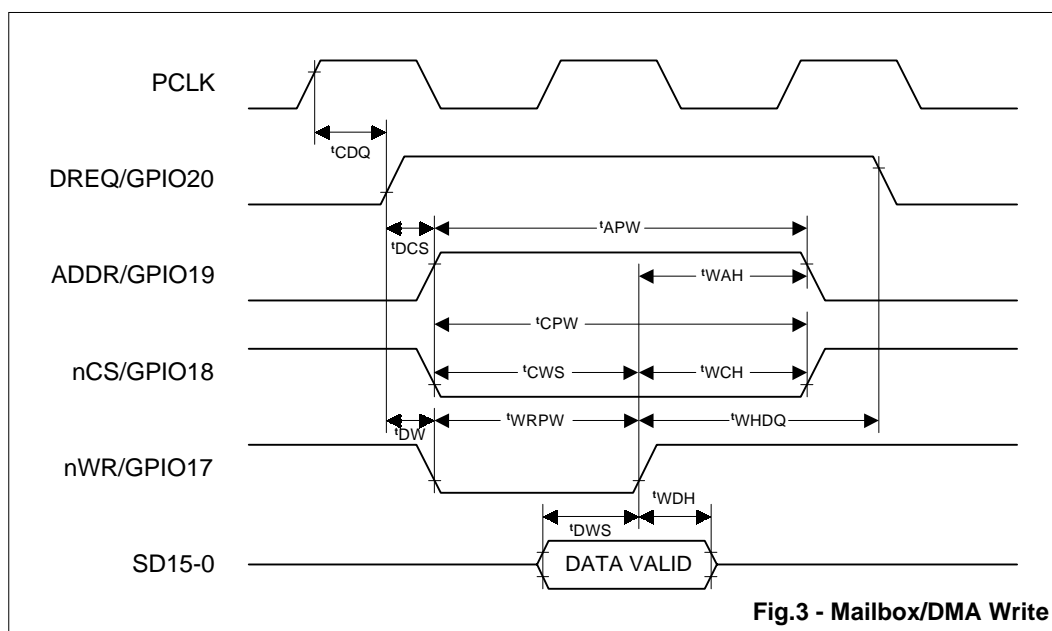 PCLK
tCDQ
DREQ/GPIO20
tDCS
tAPW
ADDR/GPIO19
tWAH
tCPW
nCS/GPIO18
tCWS
tWCH
tDW
tWRPW
tWHDQ
nWR/GPIO17
tWDH
tDWS
SD15-0
DATA VALID
Fig.3 - Mailbox/DMA Write